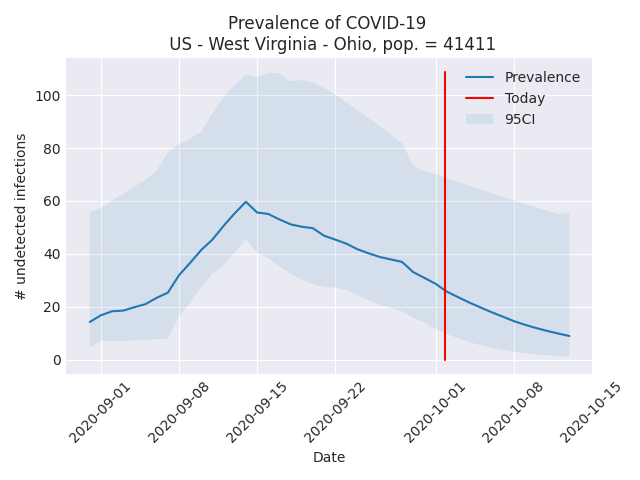 Prevalence of COVID-19
US - West Virginia - Ohio, pop. = 41411
Prevalence
Today
95CI
# undetected infections
100
80
60
40
20
0
2020-09-01
2020-09-08
2020-09-15
2020-09-22
2020-10-01
2020-10-08
2020-10-15
Date